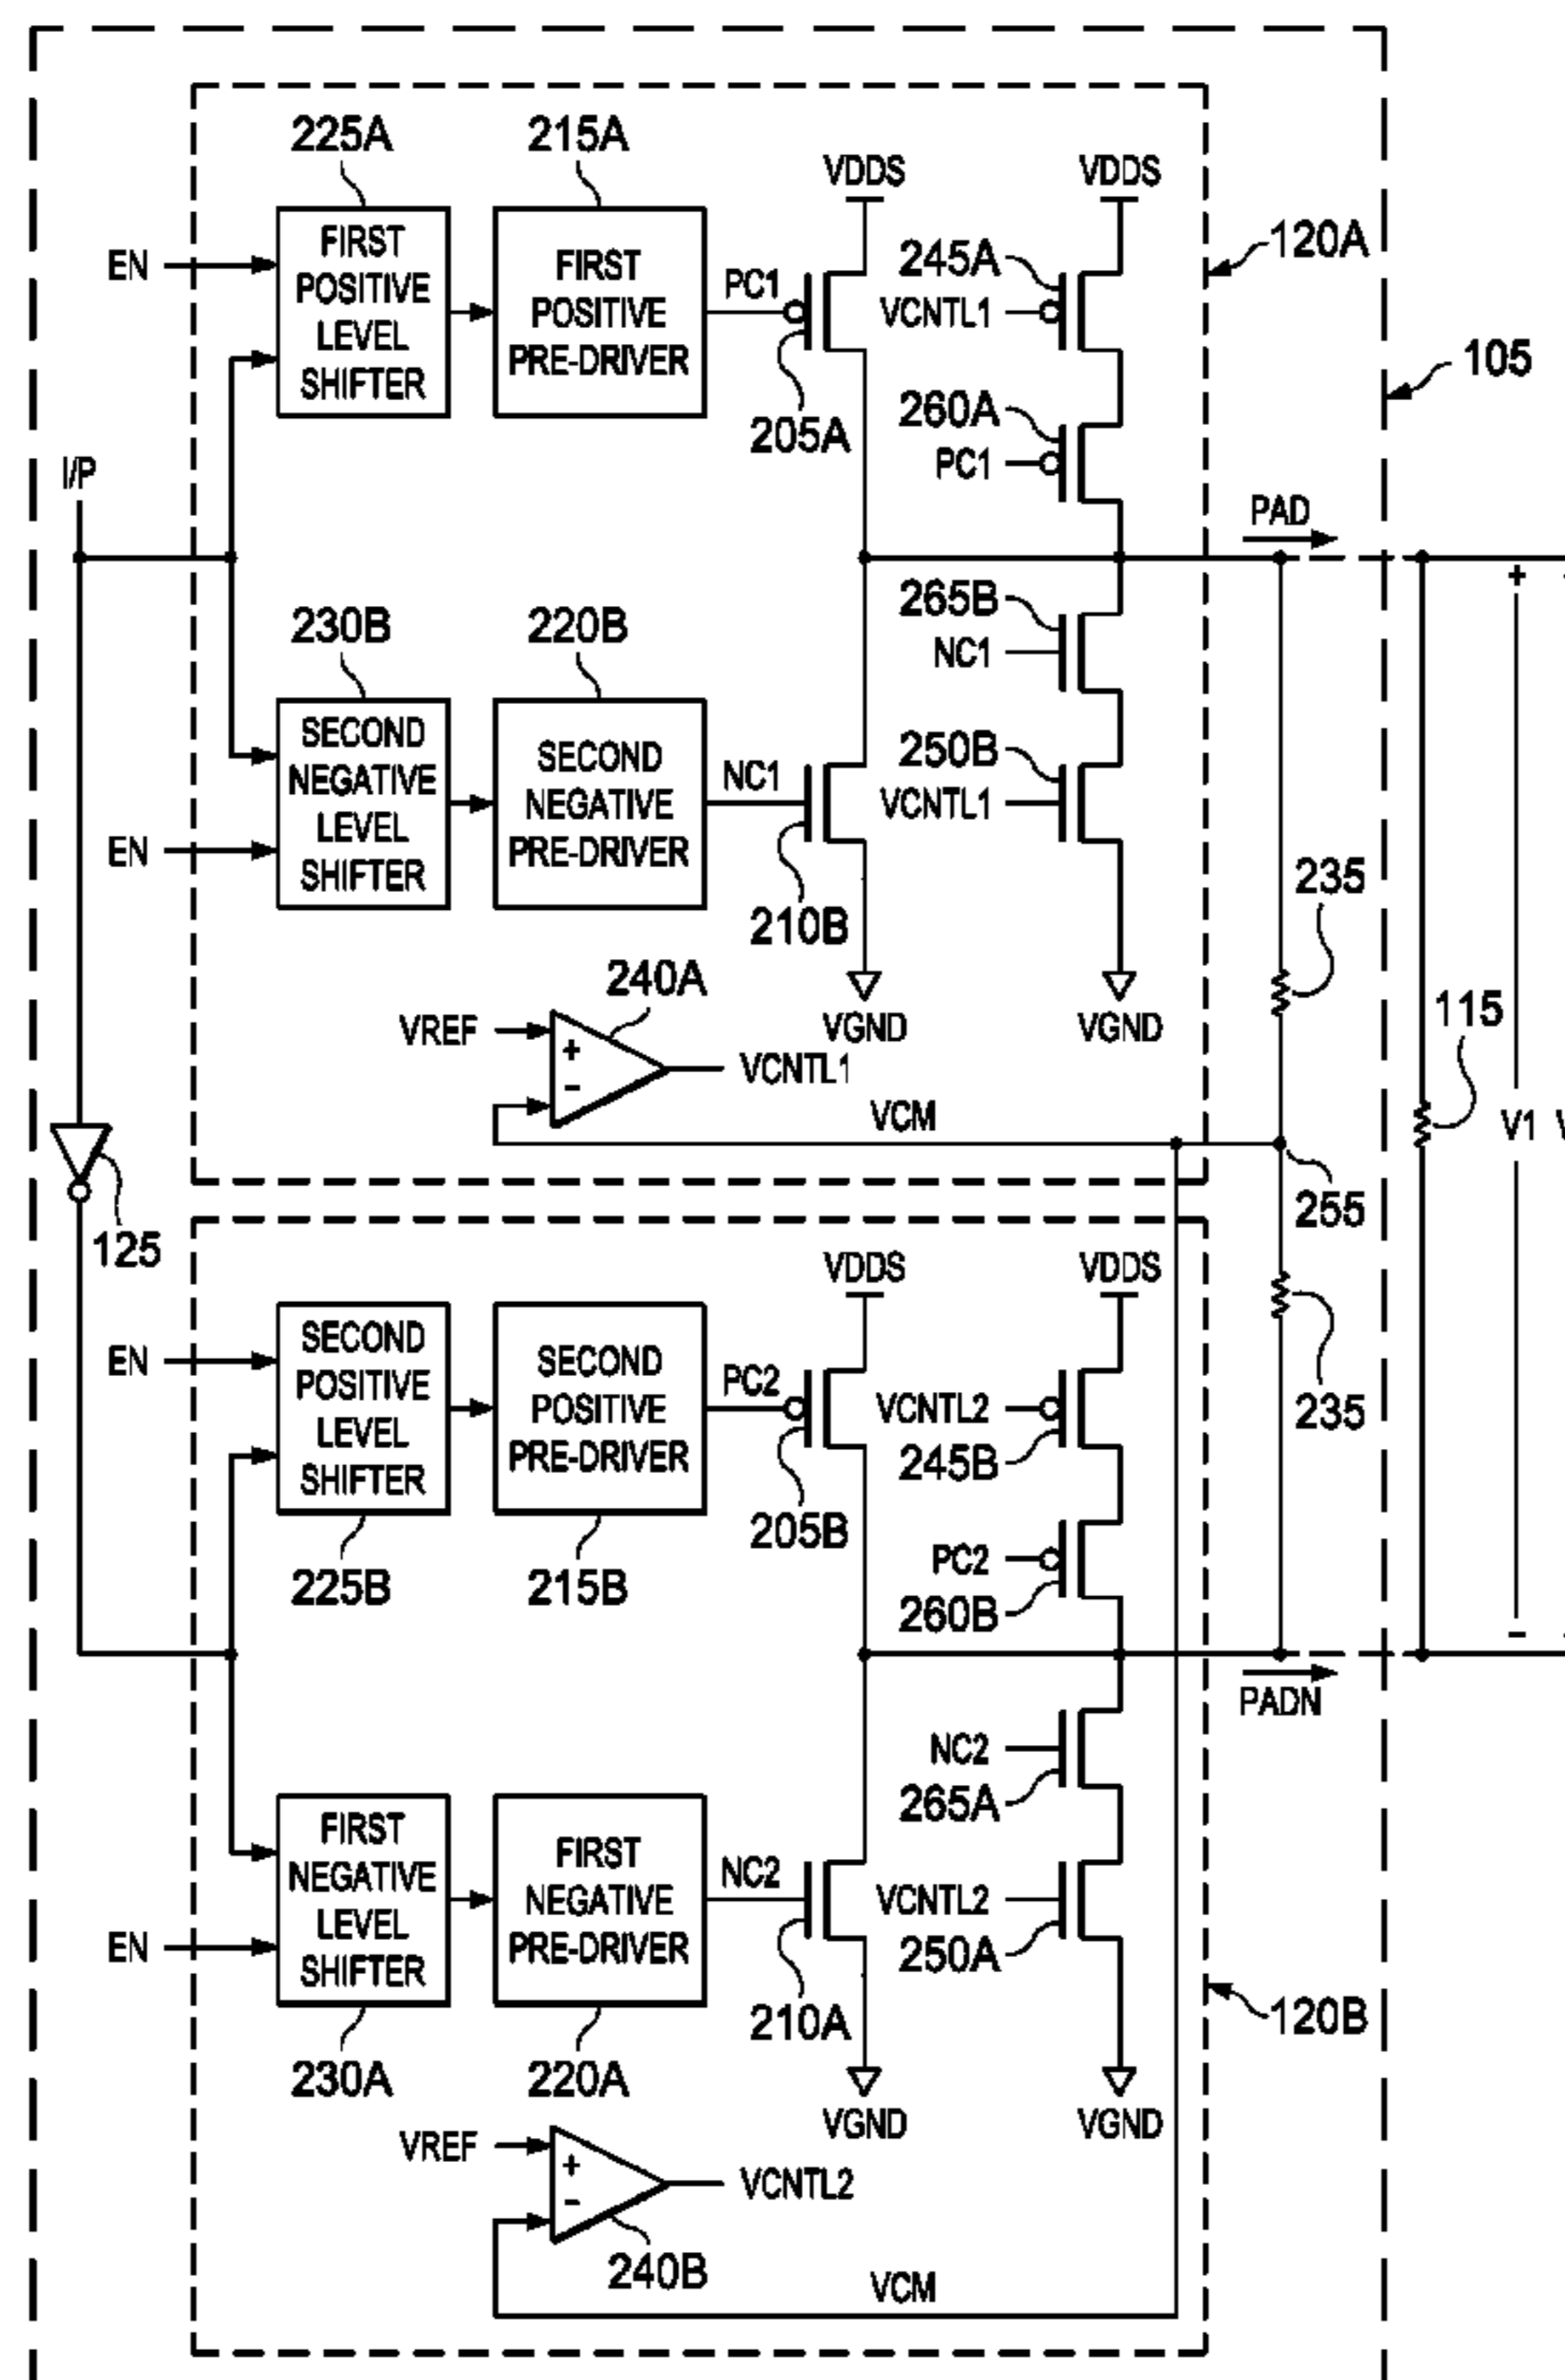 225A
215A
VDDS
VDDS
120A
EN
FIRST
POSITIVE
LEVEL
SHIFTER
FIRST
POSITIVE
PRE-DRIVER
PC1
205A
245A
VCNTL1
260A
PC1
105
I/P
PAD
230B
220B
265B
NC1
SECOND
NEGATIVE
LEVEL
SHIFTER
EN
SECOND
NEGATIVE
PRE-DRIVER
NC1
210B
250B
VCNTL1
+
235
240A
VREF
+
-
VCNTL1
VGND
VGND
115
VCM
V1
125
255
VDDS
VDDS
EN
SECOND
POSITIVE
LEVEL
SHIFTER
SECOND
POSITIVE
PRE-DRIVER
PC2
205B
VCNTL2
245B
235
225B
215B
PC2
260B
-
PADN
NC2
265A
FIRST
NEGATIVE
LEVEL
SHIFTER
EN
FIRST
NEGATIVE
PRE-DRIVER
NC2
210A
VCNTL2
250A
120B
230A
220A
VGND
VGND
VREF
+
-
VCNTL2
240B
VCM